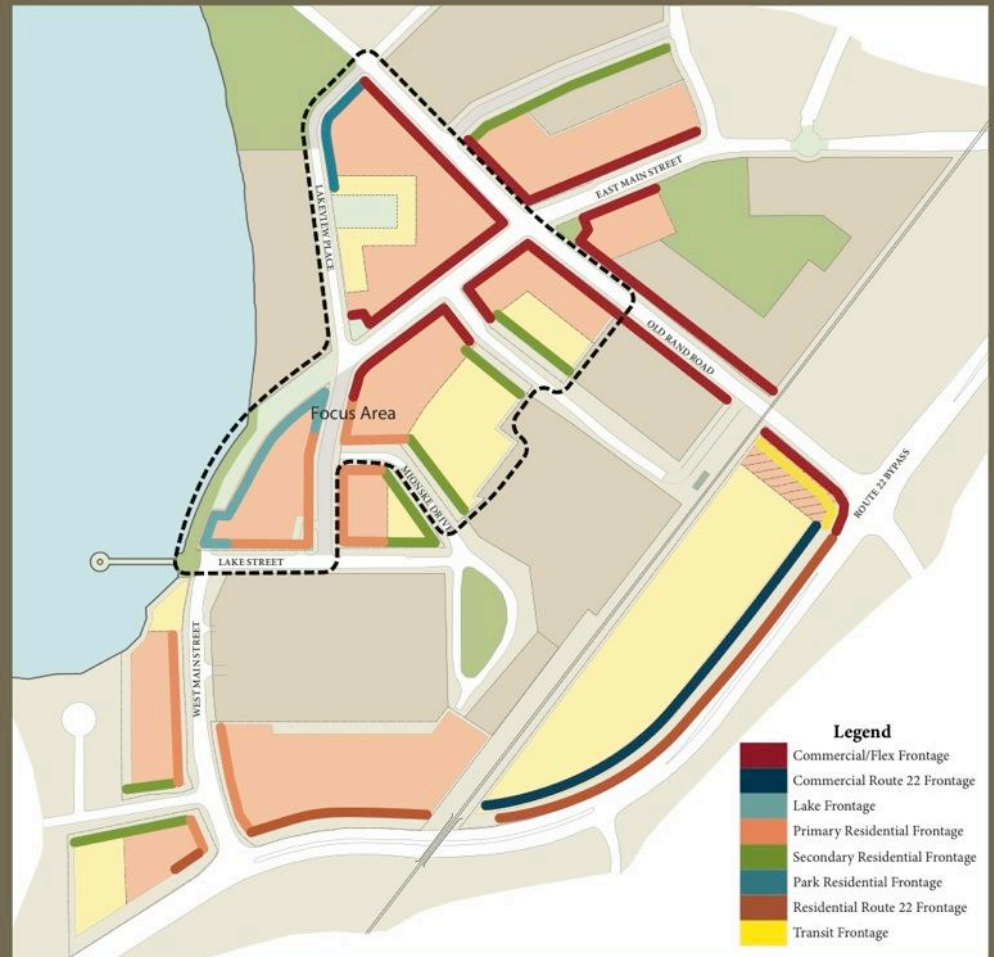 EAST MAIN STREET
LAKEVIEW PLACE
OLD RAND ROAD
Focus Area
MIONSKE DRIVE
ROUTE 22 BYPASS
LAKE STREET
WEST MAIN STREET
Legend
Commercial/Flex Frontage
Commercial Route 22 Frontage
Lake Frontage
Primary Residential Frontage
Secondary Residential Frontage
Park Residential Frontage
Residential Route 22 Frontage
Transit Frontage